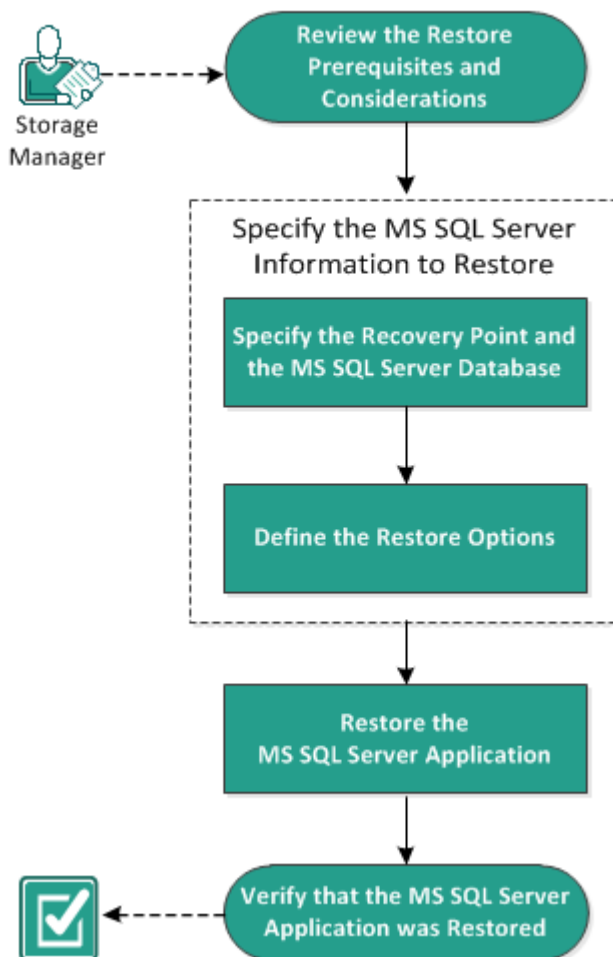 Review the Restore
Prerequisites and
Considerations
Storage
Manager
Specify the MS SQL Server
Information to Restore
Specify the Recovery Point and
the MS SQL Server Database
Define the Restore Options
Restore the
MS SQL Server Application
Verify that the MS SQL Server
Application was Restored